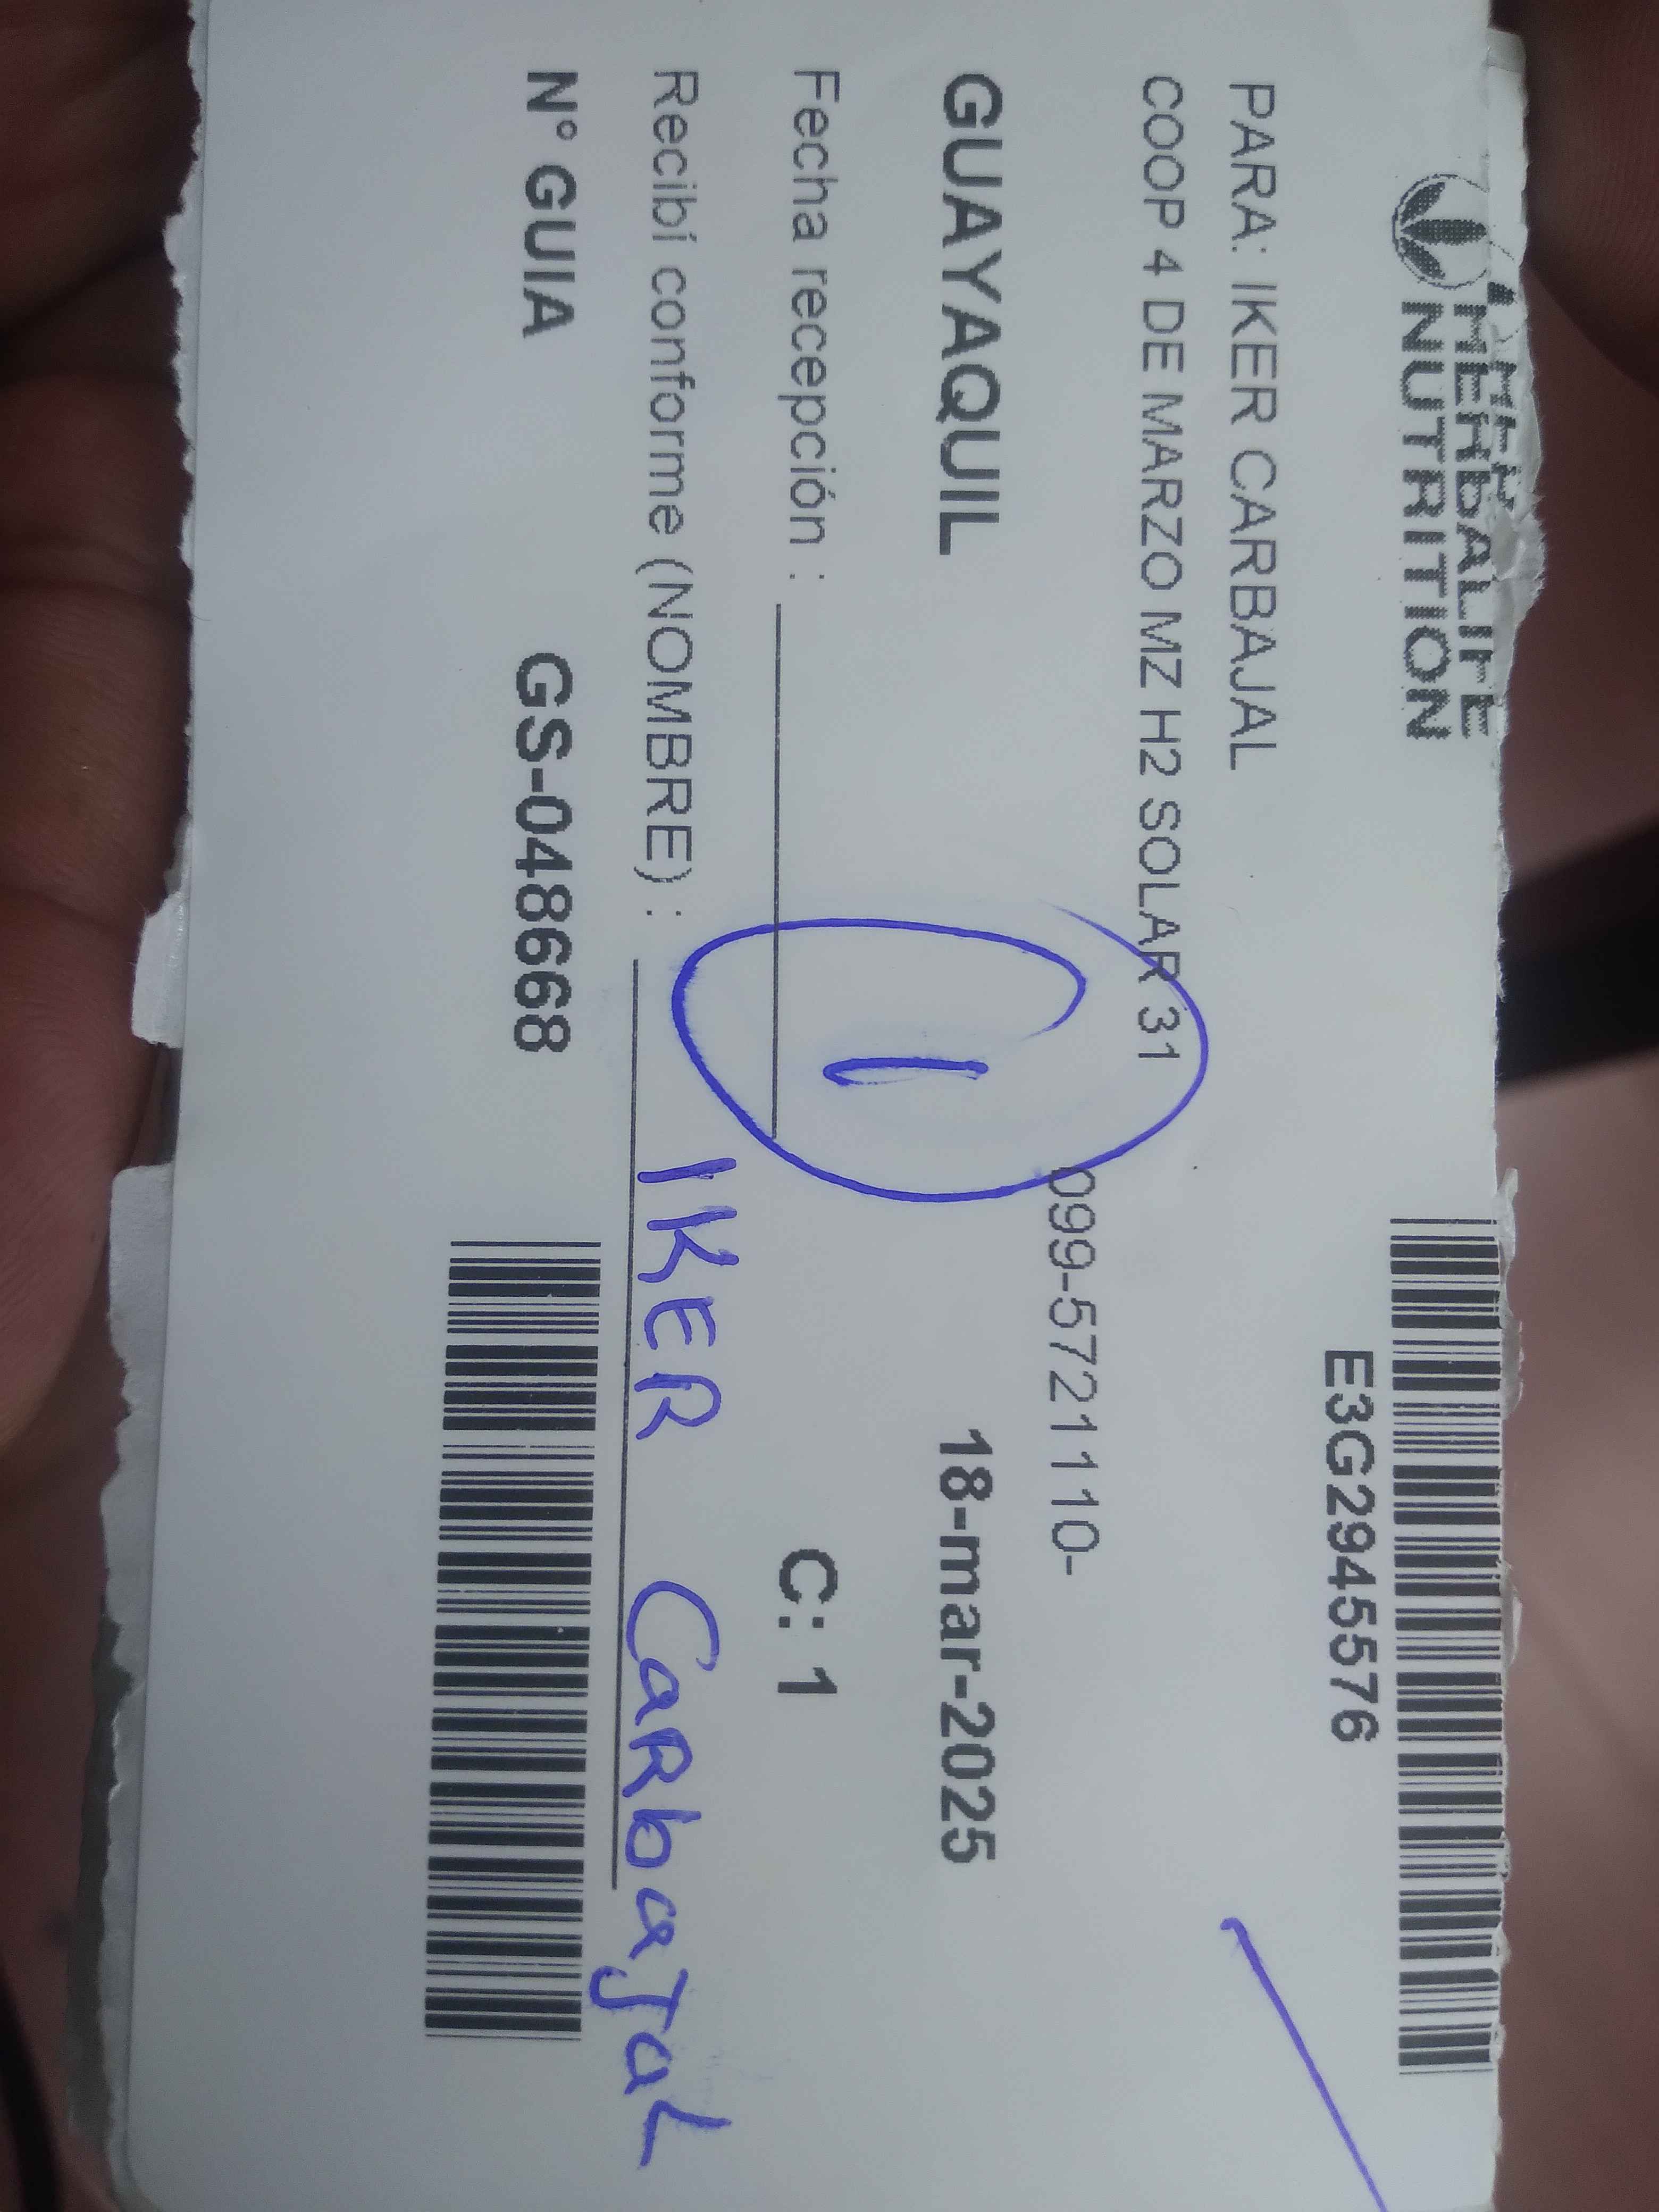 HERBALIFE
NUTRITION
E3G2945576
PARA: IKER CARBAJAL
COOP 4 DE MARZO MZ H2 SOLAR 31
099-5721110-
GUAYAQUIL 18-mar-2025
1
Fecha recepción : C: 1
Recibí conforme (NOMBRE) : IKER CARbaJaL
N° GUIA GS-048668